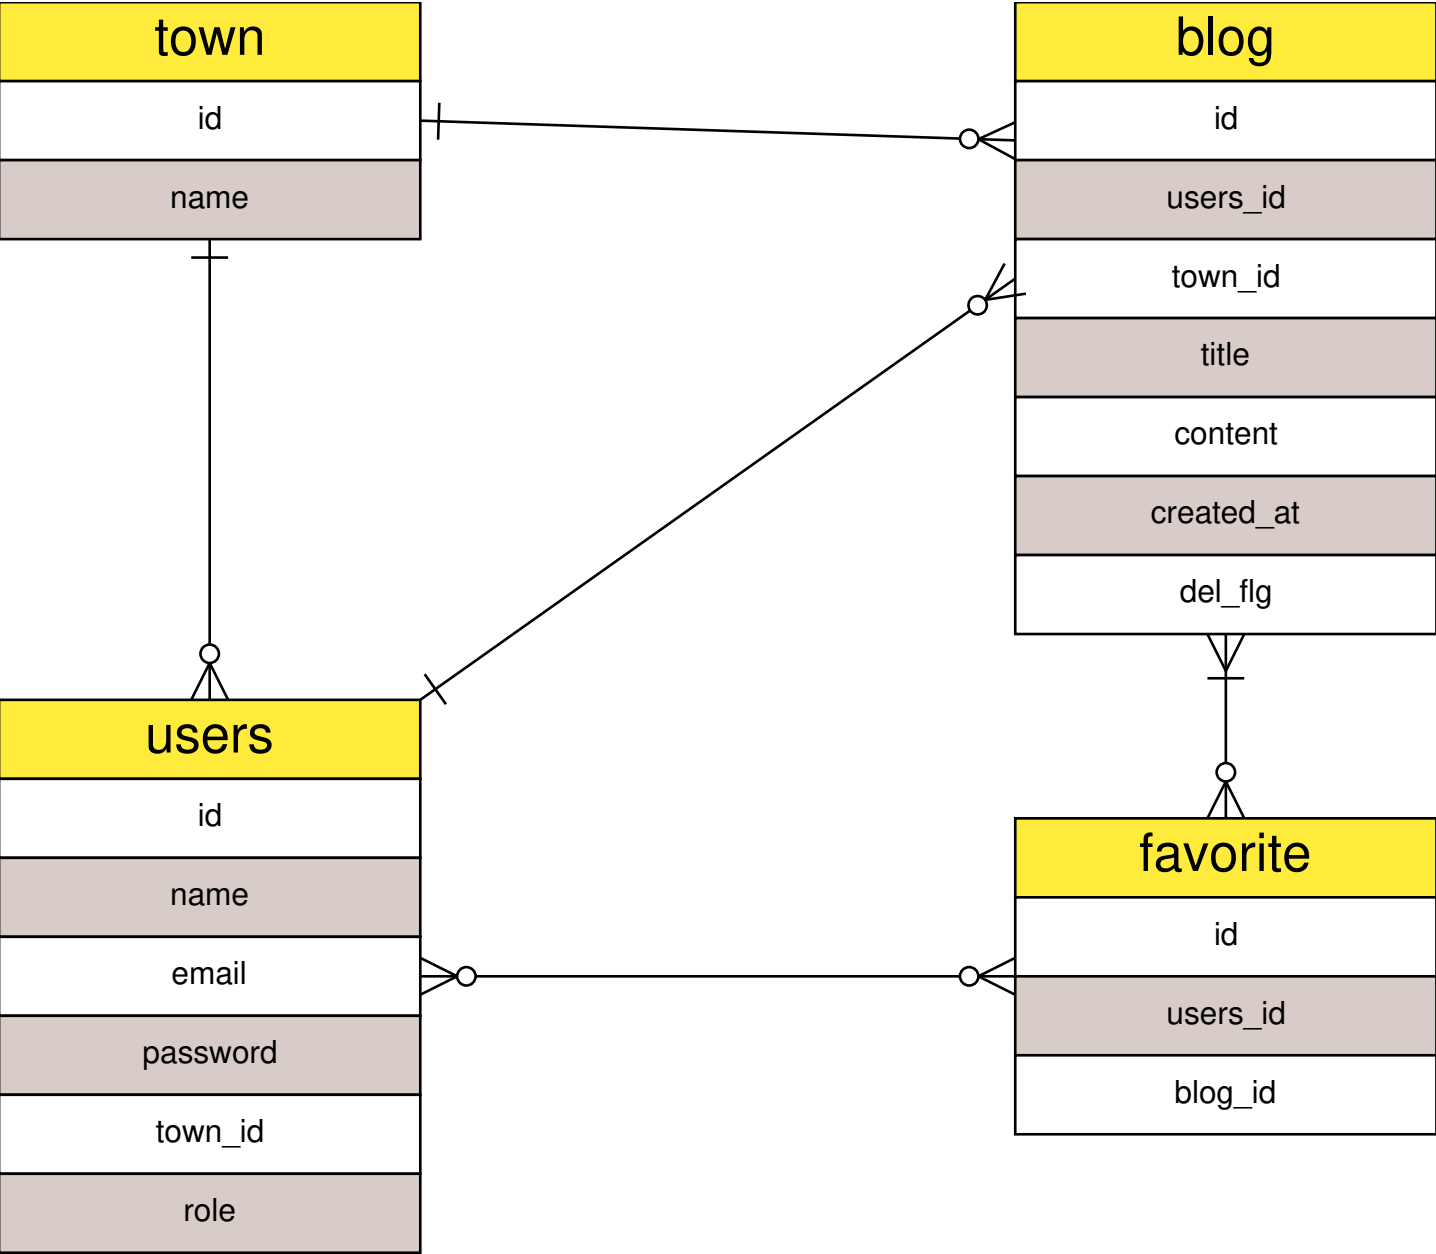 town
id
name
blog
id
users_id
town_id
title
content
created_at
del_flg
users
id
name
email
password
town_id
role
favorite
id
users_id
blog_id